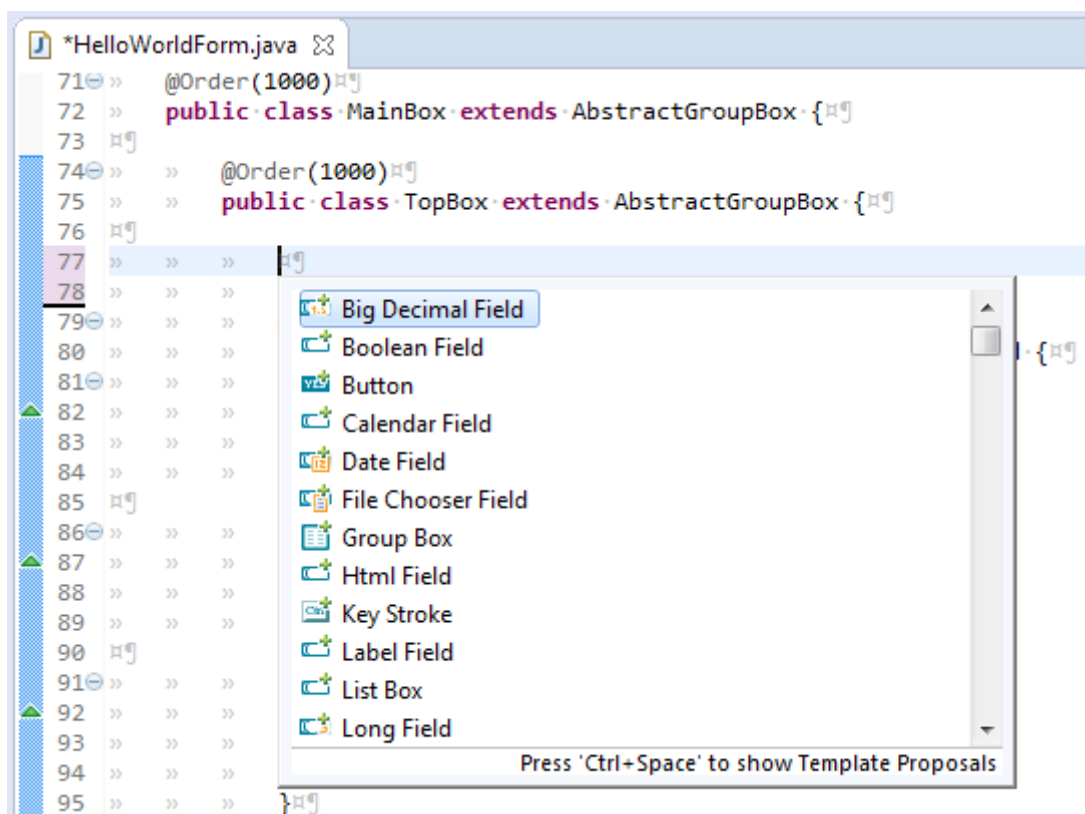 *HelloWorldForm.java
71 » @Order(1000)¤¶
72 » public·class·MainBox·extends·AbstractGroupBox·{¤¶
73 ¤¶
74 » » @Order(1000)¤¶
75 » » public·class·TopBox·extends·AbstractGroupBox·{¤¶
76 ¤¶
77 » » » ¤¶
78 » » »
Big Decimal Field
79 » » »
Boolean Field
80 » » » ·{¤¶
81 » » »
Button
82 » » »
Calendar Field
83 » » »
Date Field
84 » » »
85 ¤¶
File Chooser Field
86 » » »
Group Box
87 » » »
Html Field
88 » » »
Key Stroke
89 » » »
90 ¤¶
Label Field
91 » » »
List Box
92 » » »
Long Field
93 » » »
94 » » »
Press 'Ctrl+Space' to show Template Proposals
95 » » » }¤¶